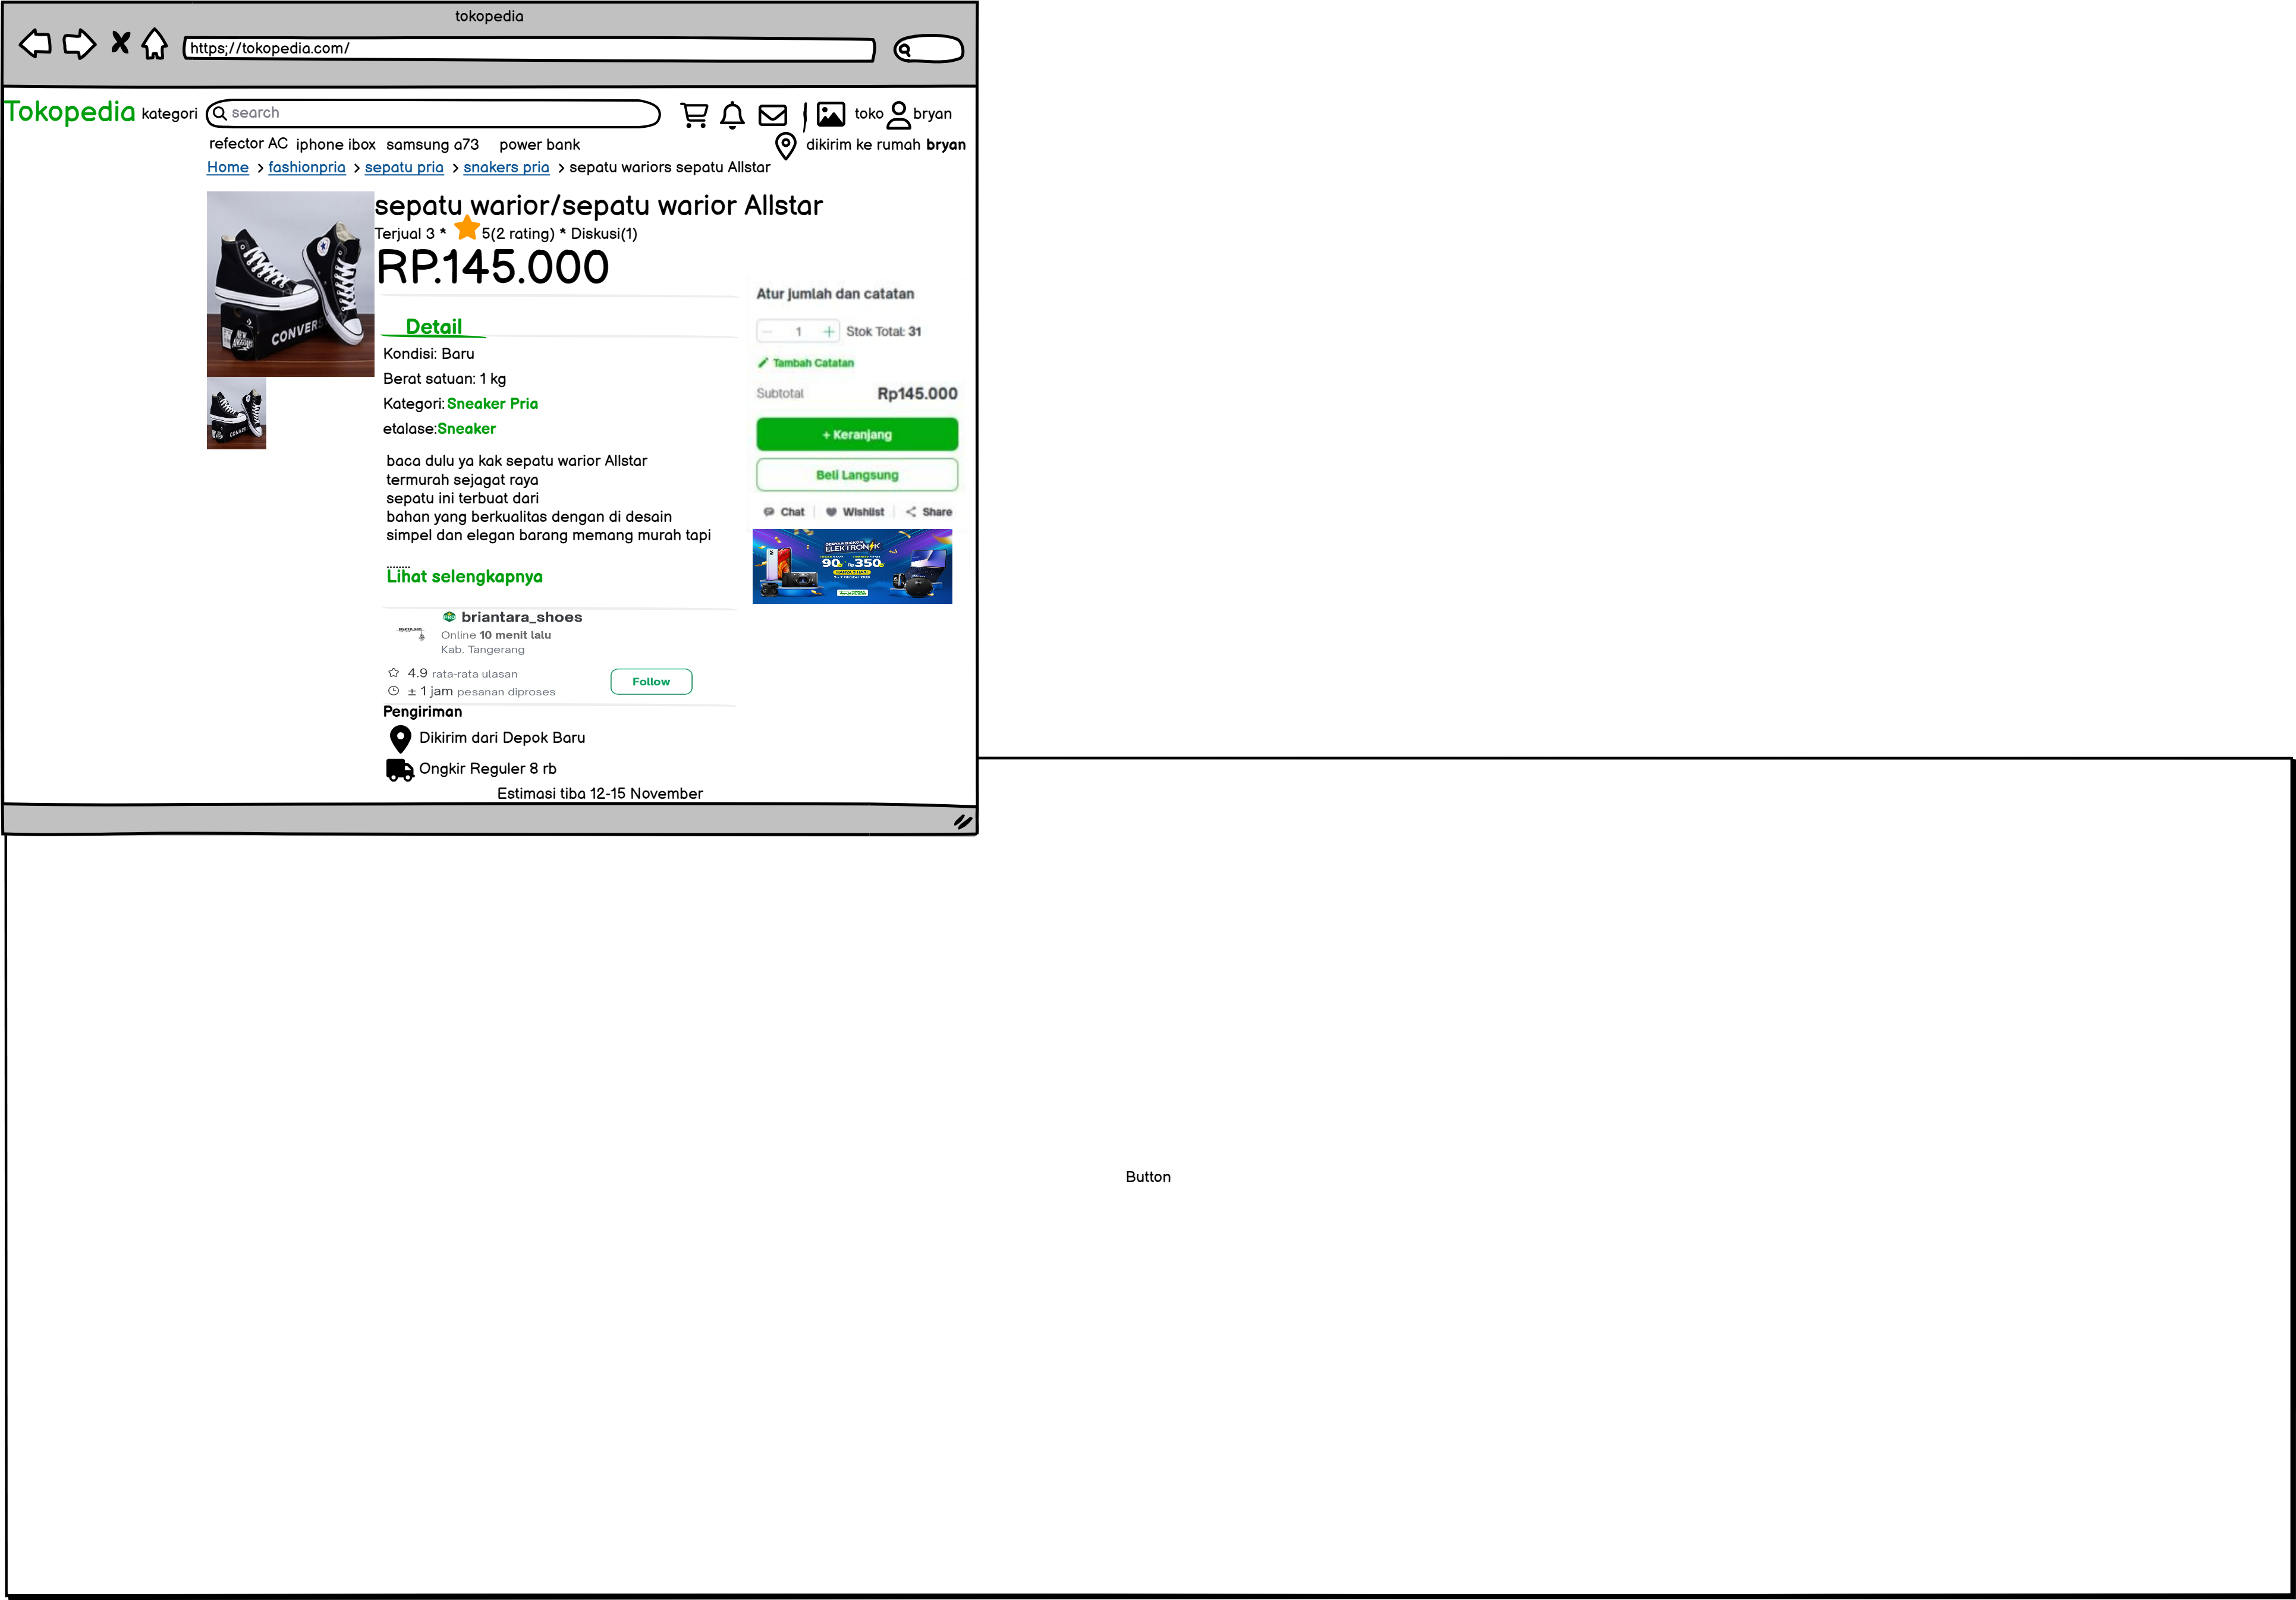 tokopedia
https;//tokopedia.com/
Tokopedia kategori search toko bryan
refector AC iphone ibox samsung a73 power bank dikirim ke rumah bryan
Home > fashionpria > sepatu pria > snakers pria > sepatu wariors sepatu Allstar
sepatu warior/sepatu warior Allstar
Terjual 3 * 5(2 rating) * Diskusi(1)
RP.145.000
CONVERS
Detail
Kondisi: Baru
Berat satuan: 1 kg
Kategori: Sneaker Pria
etalase:Sneaker
baca dulu ya kak sepatu warior Allstar
termurah sejagat raya
sepatu ini terbuat dari
bahan yang berkualitas dengan di desain
simpel dan elegan barang memang murah tapi
........
Lihat selengkapnya
Atur jumlah dan catatan
− 1 + Stok Total: 31
Tambah Catatan
Subtotal Rp145.000
+ Keranjang
Beli Langsung
Chat | Wishlist | Share
ELEKTRONIK
90 Rp350
briantara_shoes
Online 10 menit lalu
Kab. Tangerang
4.9 rata-rata ulasan
± 1 jam pesanan diproses
Follow
Pengiriman
Dikirim dari Depok Baru
Ongkir Reguler 8 rb
Estimasi tiba 12-15 November
Button